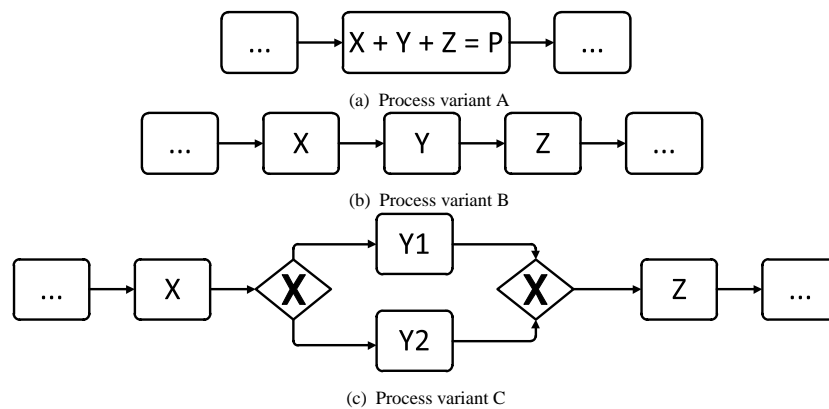 ... X + Y + Z = P ...
(a) Process variant A
... X Y Z ...
(b) Process variant B
Y1
... X X X Z ...
Y2
(c) Process variant C